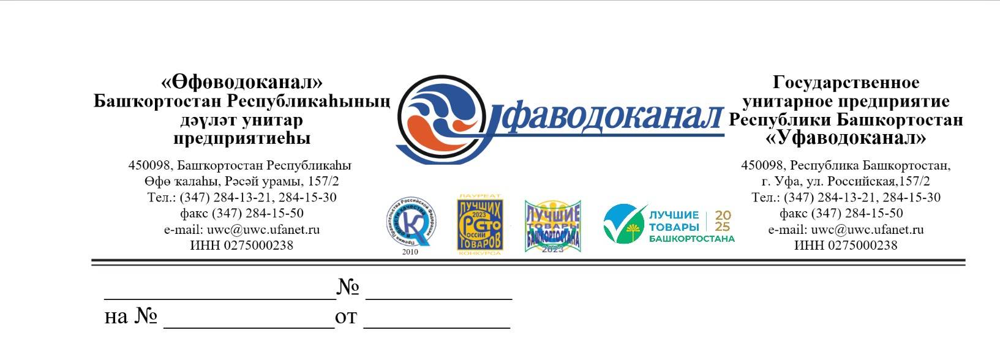 «Өфөводоканал»
Башҡортостан Республикаһының
дәүләт унитар
предприятиеһы
450098, Башҡортостан Республикаһы
Өфө ҡалаһы, Рәсәй урамы, 157/2
Тел.: (347) 284-13-21, 284-15-30
факс (347) 284-15-50
e-mail: uwc@uwc.ufanet.ru
ИНН 0275000238
Уфаводоканал
Премия Правительства Российской Федерации
в области качества
2010
ЛАУРЕАТ
ЛУЧШИХ
2023
СТО
РОССИИ
ТОВАРОВ
КОНКУРСА
ЛУЧШИЕ
ТОВАРЫ
БАШКОРТОСТАНА
2023
ЛУЧШИЕ
ТОВАРЫ
БАШКОРТОСТАНА
20
25
Государственное
унитарное предприятие
Республики Башкортостан
«Уфаводоканал»
450098, Республика Башкортостан,
г. Уфа, ул. Российская,157/2
Тел.: (347) 284-13-21, 284-15-30
факс (347) 284-15-50
e-mail: uwc@uwc.ufanet.ru
ИНН 0275000238
____________________№ _____________
на № _______________от _____________